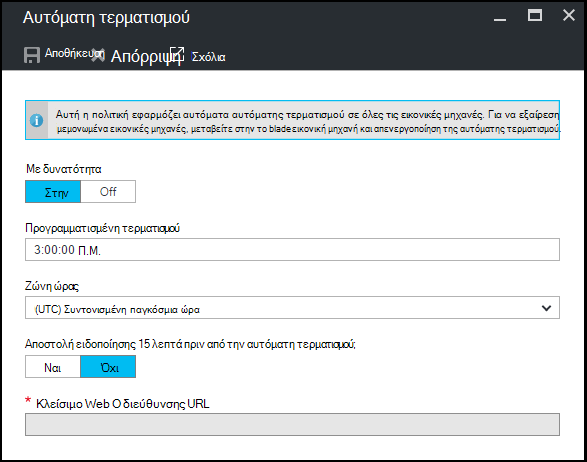 Αυτόματη τερματισμού
Αποθήκευση Απόρριψη Σχόλια
Αυτή η πολιτική εφαρμόζει αυτόματα αυτόματης τερματισμού σε όλες τις εικονικές μηχανές. Για να εξαίρεση
μεμονωμένα εικονικές μηχανές, μεταβείτε στην το blade εικονική μηχανή και απενεργοποίηση της αυτόματης τερματισμού.
Με δυνατότητα
Στην Off
Προγραμματισμένη τερματισμού
3:00:00 Π.Μ.
Ζώνη ώρας
(UTC) Συντονισμένη παγκόσμια ώρα
Αποστολή ειδοποίησης 15 λεπτά πριν από την αυτόματη τερματισμού;
Ναι Όχι
* Κλείσιμο Web Ο διεύθυνσης URL